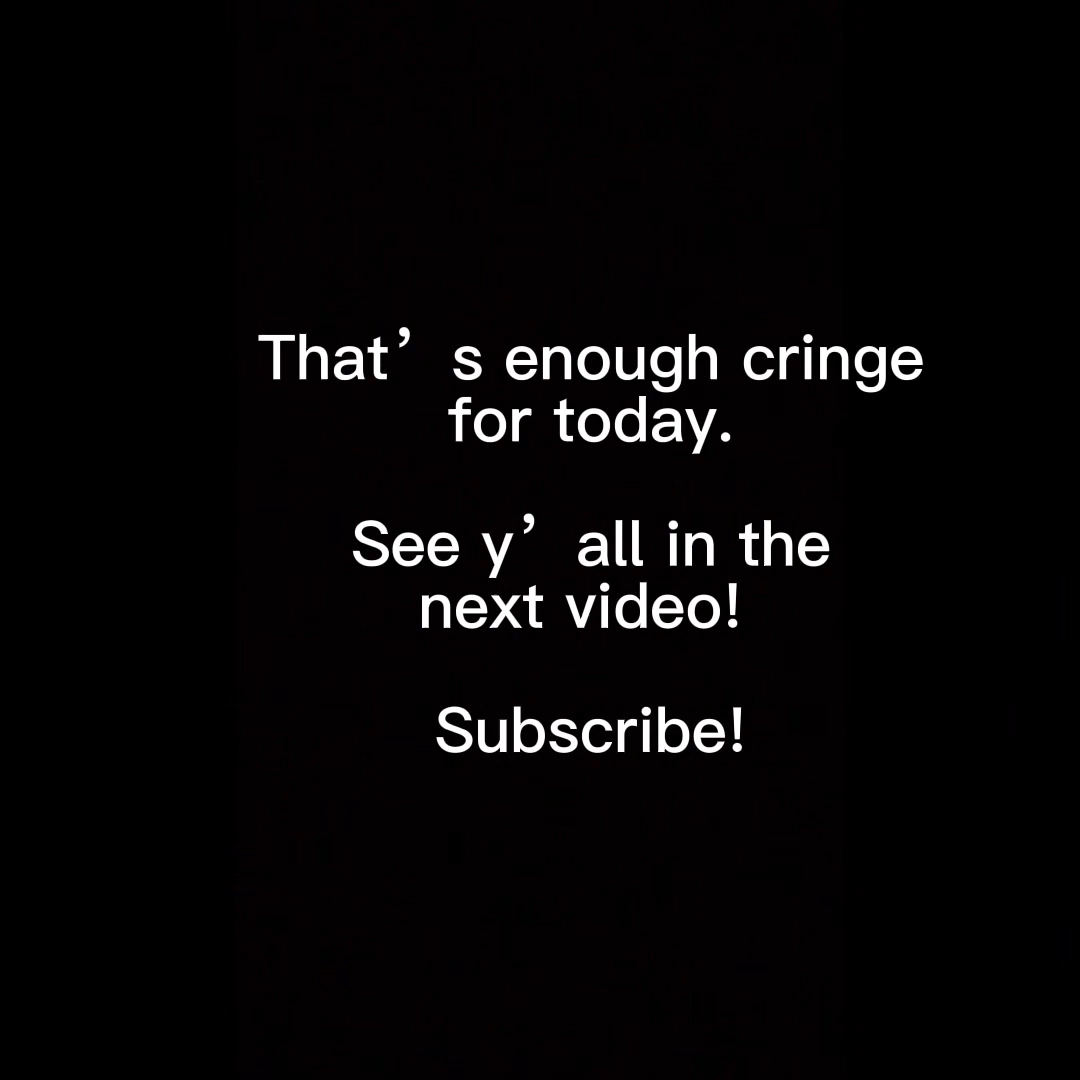 That’s enough cringe
for today.
See y’all in the
next video!
Subscribe!